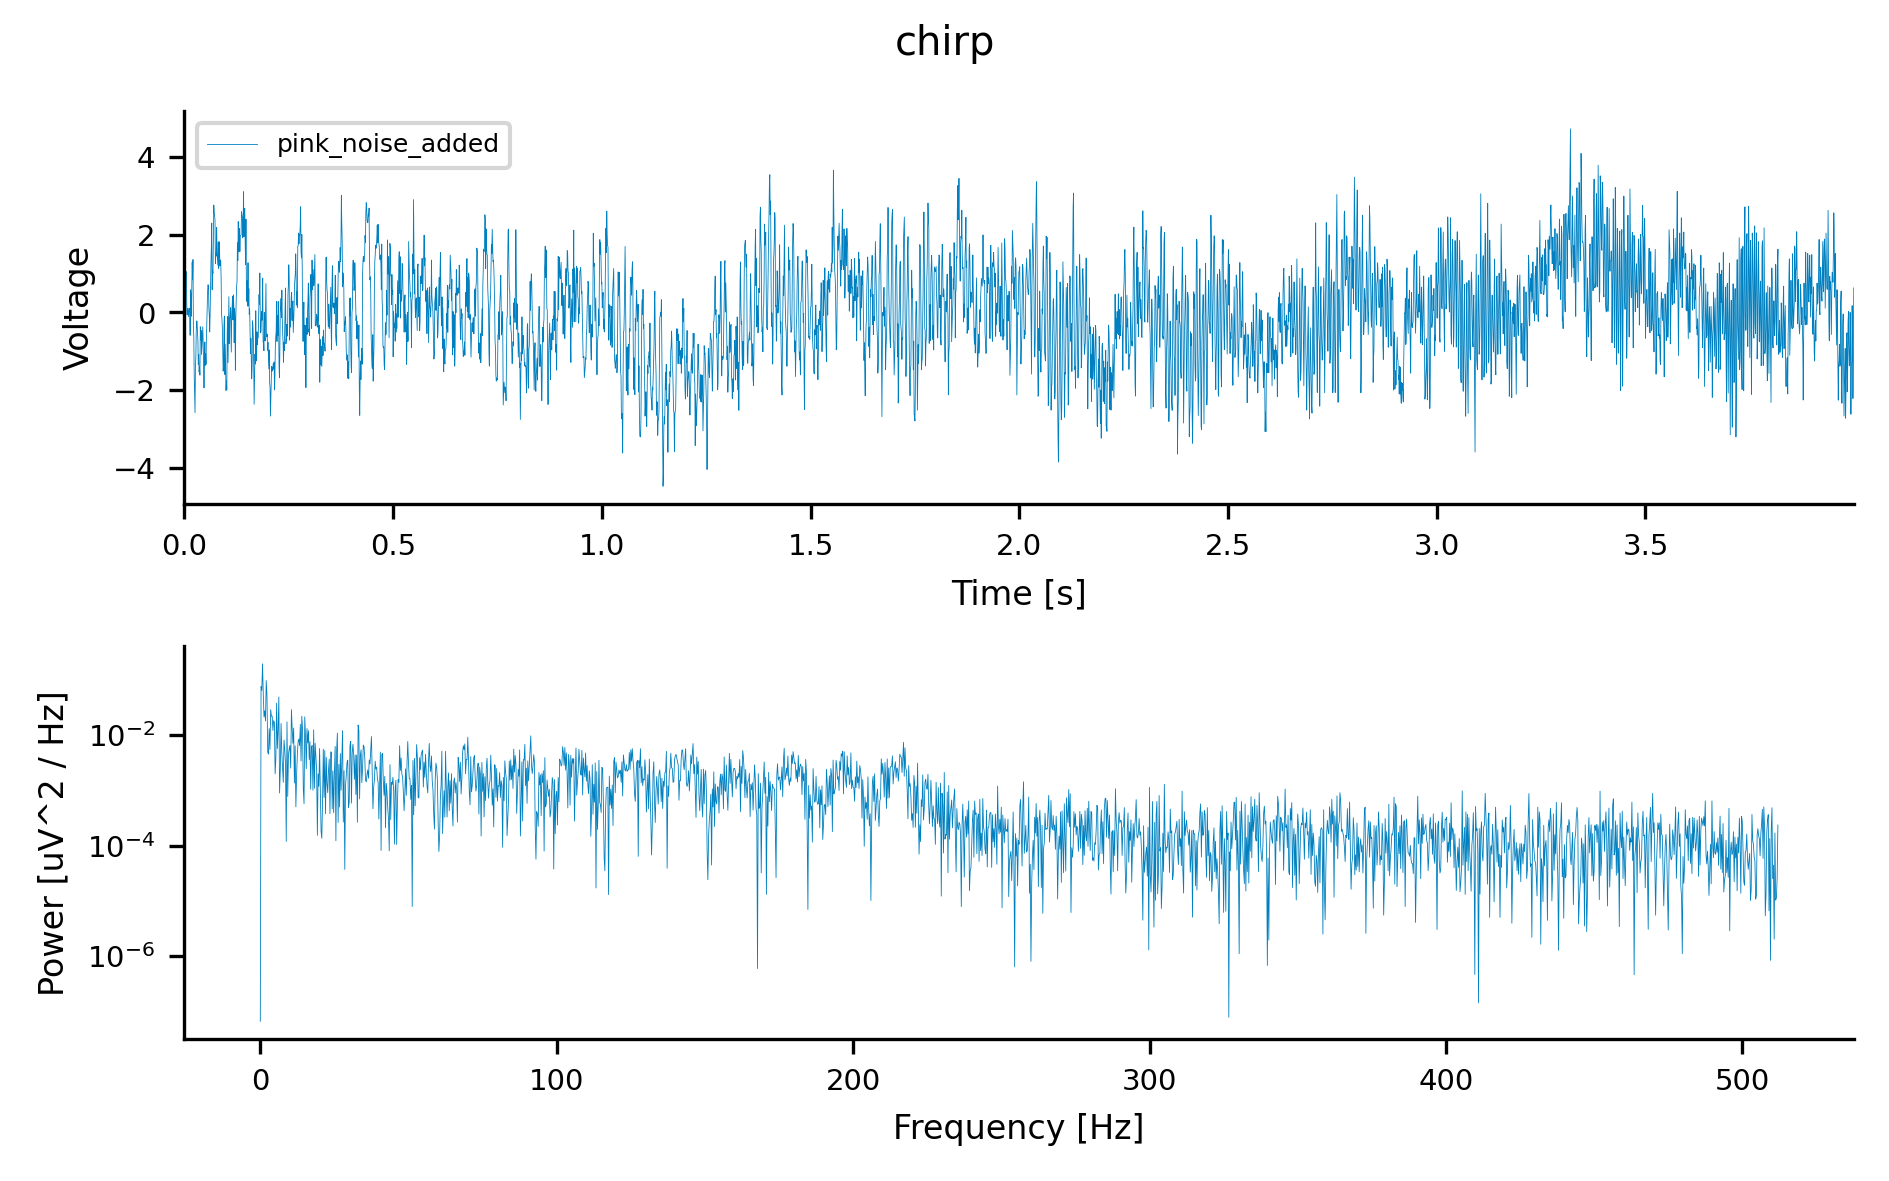 chirp
pink_noise_added
Voltage
4
2
0
−2
−4
0.0 0.5 1.0 1.5 2.0 2.5 3.0 3.5
Time [s]
Power [uV^2 / Hz]
10⁻²
10⁻⁴
10⁻⁶
0 100 200 300 400 500
Frequency [Hz]